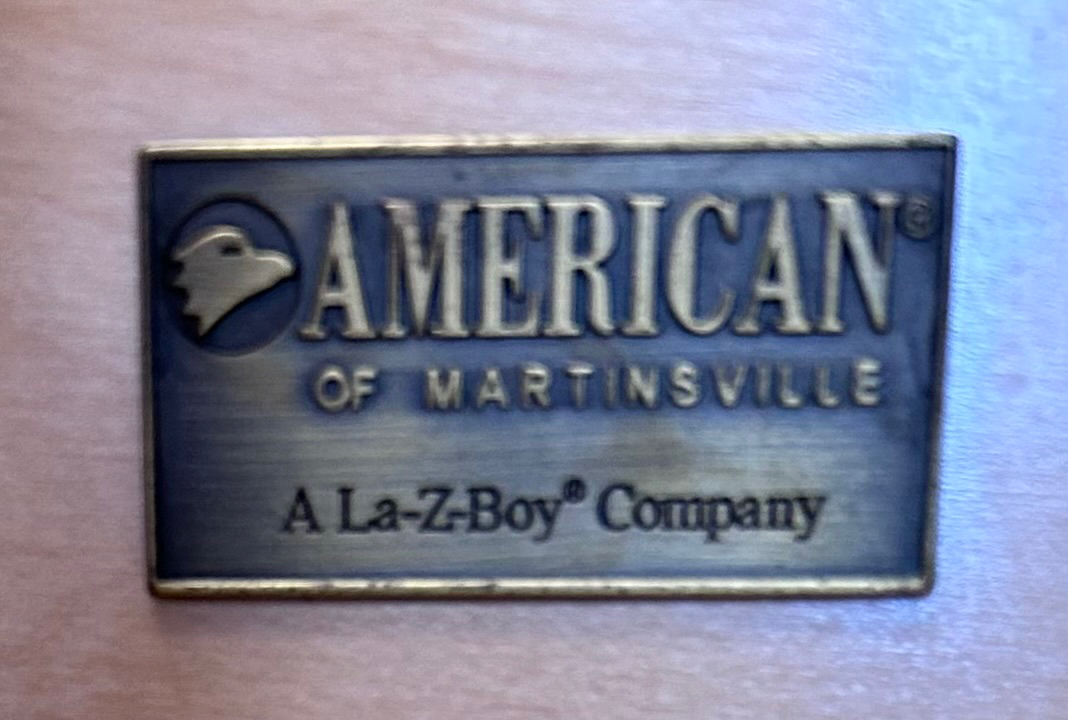 AMERICAN®
OF MARTINSVILLE
A La-Z-Boy® Company